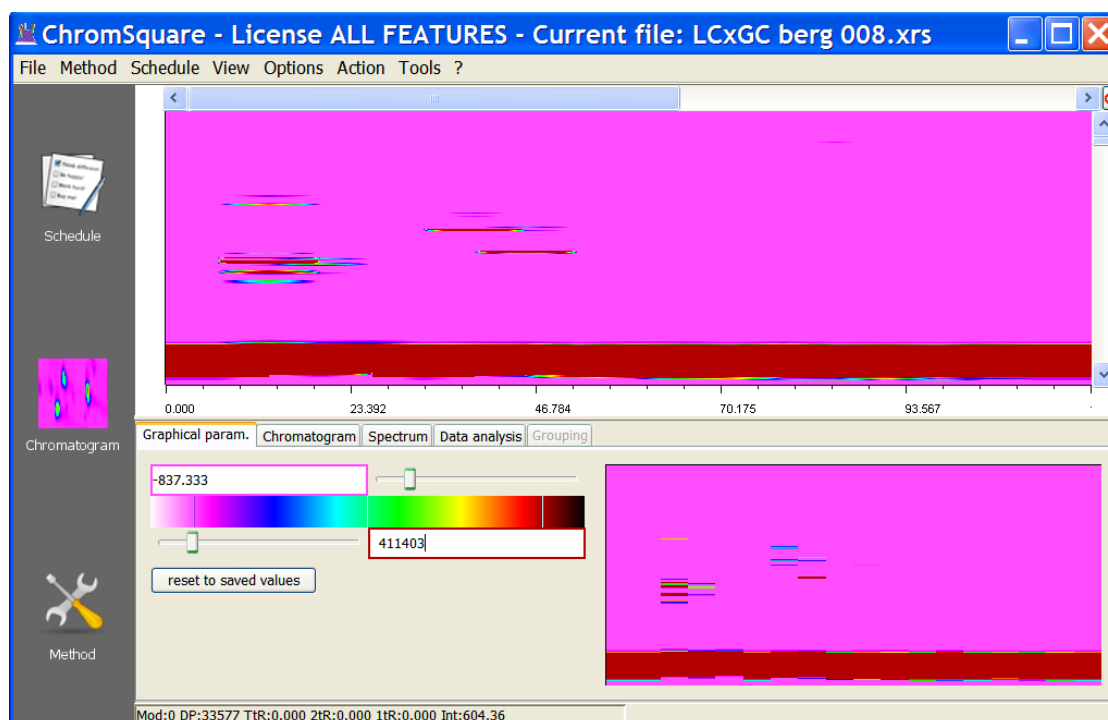 ChromSquare - License ALL FEATURES - Current file: LCxGC berg 008.xrs
File Method Schedule View Options Action Tools ?
Schedule
0.000 23.392 46.784 70.175 93.567
Chromatogram
Graphical param. Chromatogram Spectrum Data analysis Grouping
-837.333
411403
reset to saved values
Method
Mod:0 DP:33577 TtR:0.000 2tR:0.000 1tR:0.000 Int:604.36